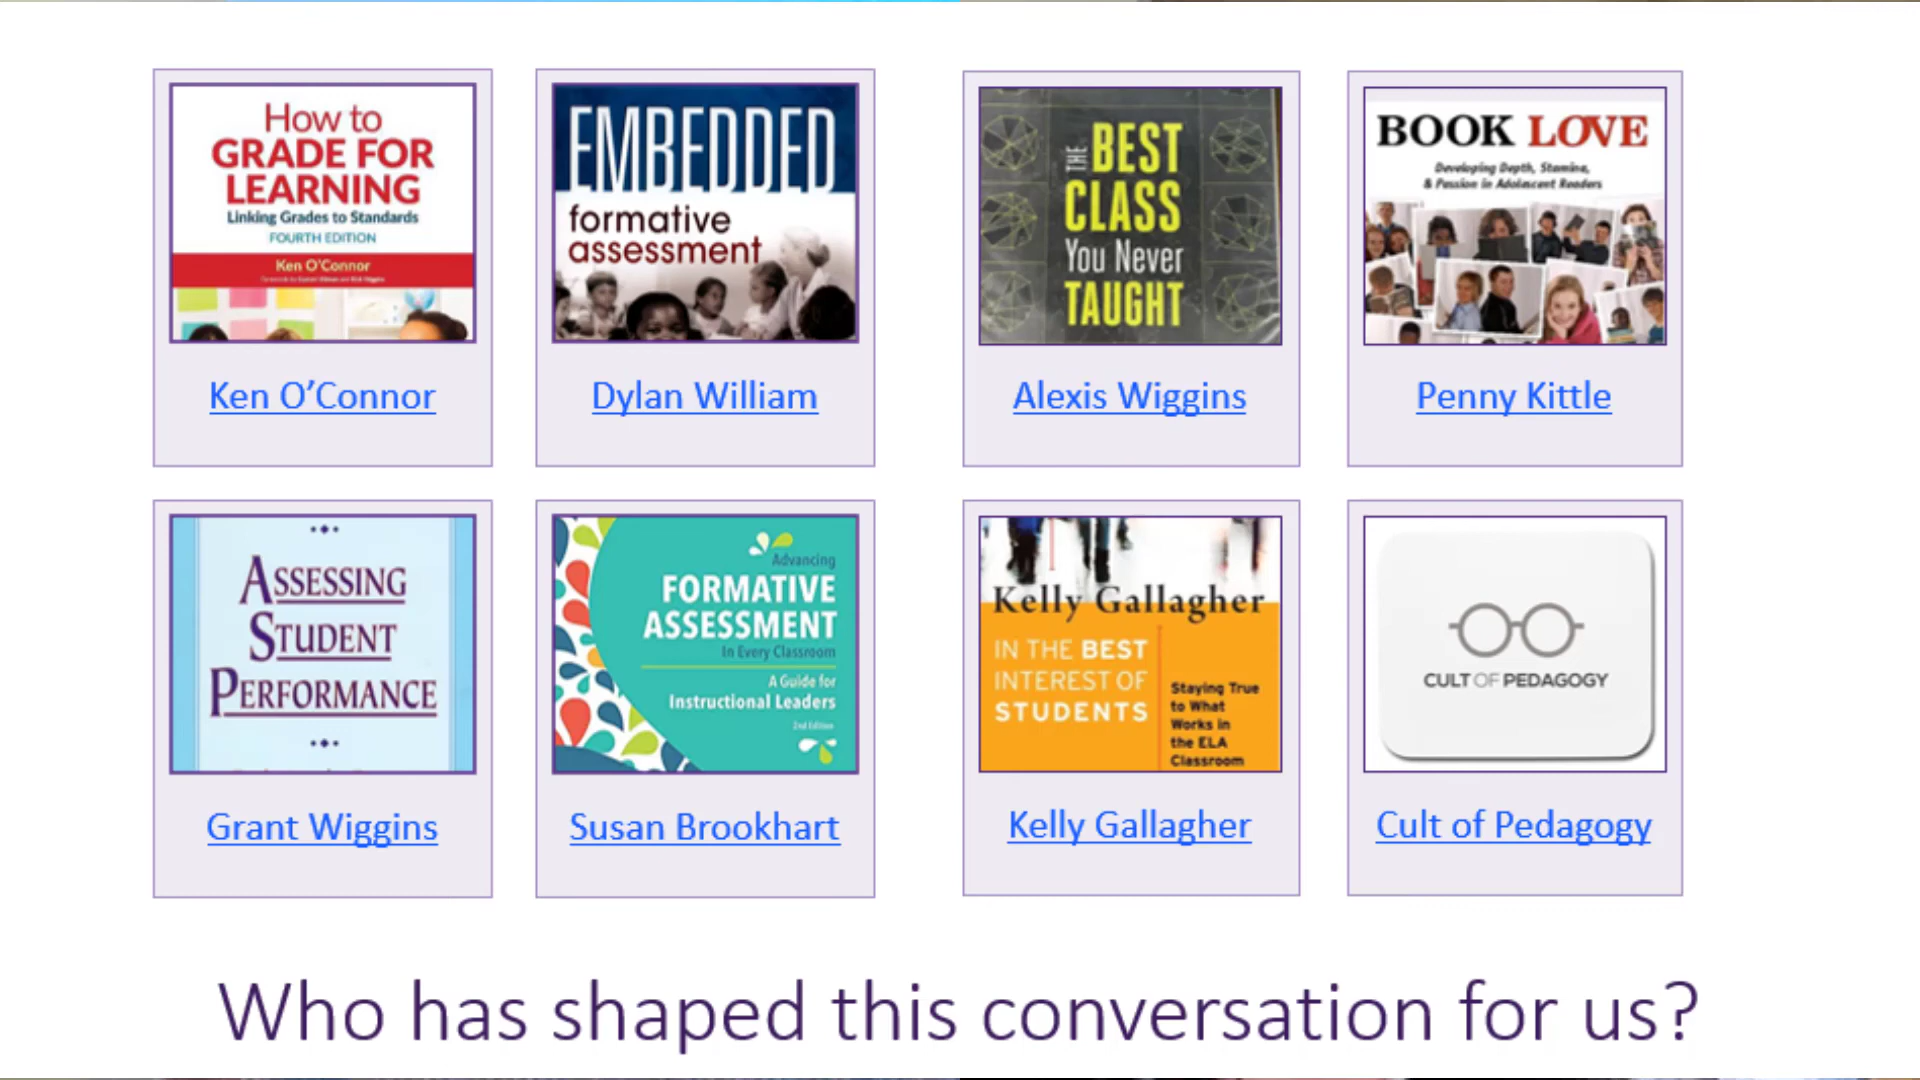 How to
GRADE FOR
LEARNING
Linking Grades to Standards
FOURTH EDITION
Ken O'Connor
Ken O’Connor
EMBEDDED
formative
assessment
Dylan William
THE BEST
CLASS
You Never
TAUGHT
Alexis Wiggins
BOOK LOVE
Developing Depth, Stamina,
& Passion in Adolescent Readers
Penny Kittle
ASSESSING
STUDENT
PERFORMANCE
Grant Wiggins
Advancing
FORMATIVE
ASSESSMENT
In Every Classroom
A Guide for
Instructional Leaders
2nd Edition
Susan Brookhart
Kelly Gallagher
IN THE BEST
INTEREST OF
STUDENTS
Staying True
to What
Works in
the ELA
Classroom
Kelly Gallagher
CULT OF PEDAGOGY
Cult of Pedagogy
Who has shaped this conversation for us?